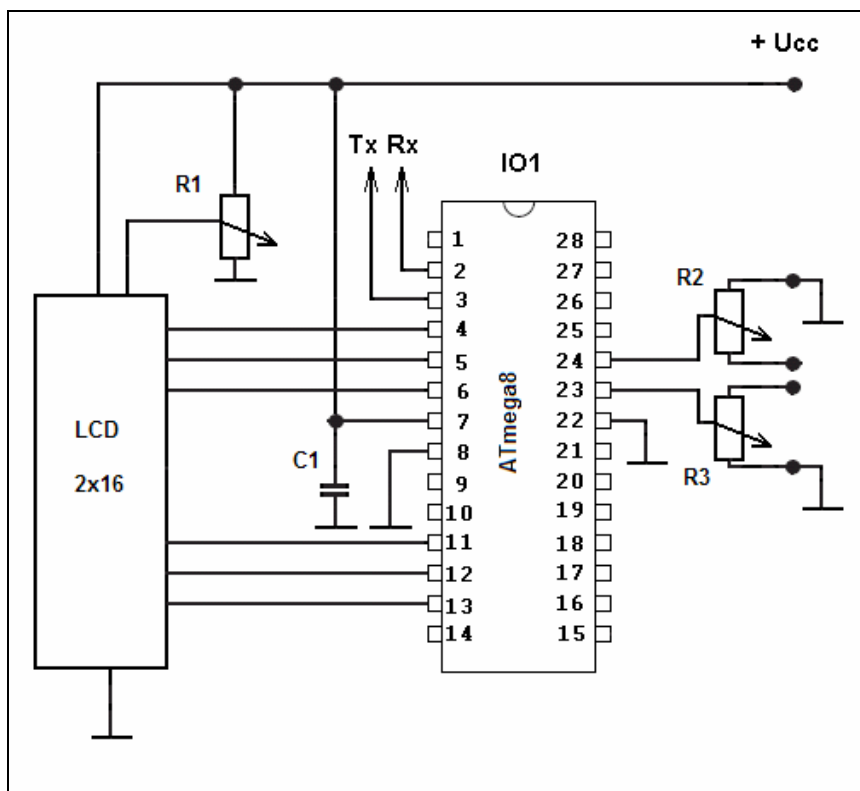 + Ucc
Tx Rx
IO1
R1
1 28
2 27
3 26
R2
4 25
5 24
6 23
LCD
2x16
7 22
C1
8 21
R3
9 20
10 19
11 18
12 17
13 16
14 15
ATmega8